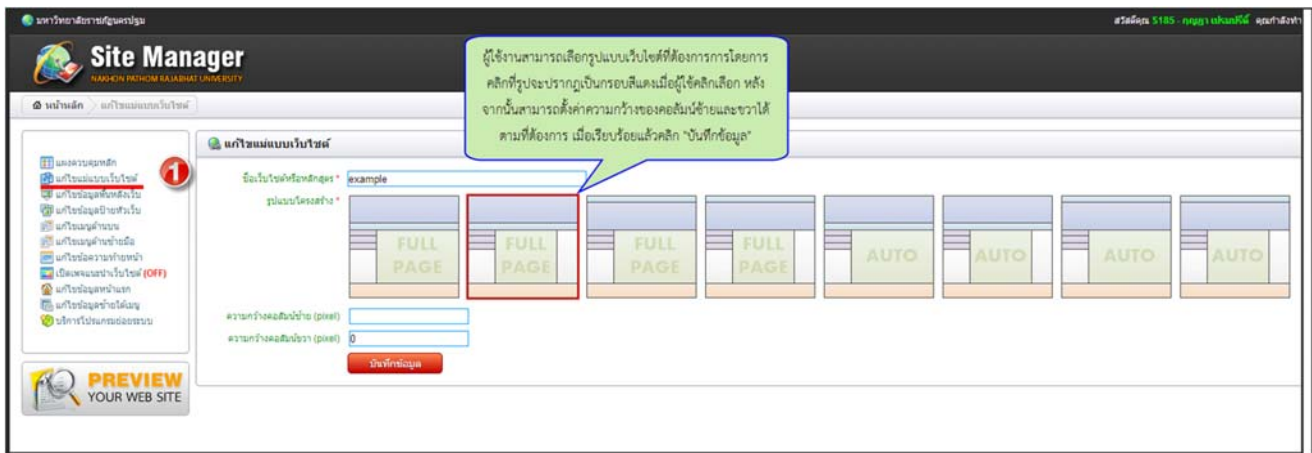 มหาวิทยาลัยราชภัฏนครปฐม
สวัสดีคุณ 5185 - กฤญฎา คุณกำลังทำ
Site Manager
NAKHON PATHOM RAJABHAT UNIVERSITY
หน้าหลัก แก้ไขแม่แบบเว็บไซต์
ผู้ใช้งานสามารถเลือกรูปแบบเว็บไซต์ที่ต้องการการโดยการ
คลิกที่รูปจะปรากฏเป็นกรอบสีแดงเมื่อผู้ใช้คลิกเลือก หลัง
จากนั้นสามารถตั้งค่าความกว้างของคอลัมน์ซ้ายและขวาได้
ตามที่ต้องการ เมื่อเรียบร้อยแล้วคลิก "บันทึกข้อมูล"
แผงควบคุมหลัก
แก้ไขแม่แบบเว็บไซต์
1
แก้ไขข้อมูลพื้นหลังเว็บ
แก้ไขข้อมูลป้ายหัวเว็บ
แก้ไขเมนูด้านบน
แก้ไขเมนูด้านซ้ายมือ
แก้ไขข้อความท้ายหน้า
เปิดเพจแนะนำเว็บไซต์ (OFF)
แก้ไขข้อมูลหน้าแรก
แก้ไขข้อมูลซ้ายใต้เมนู
บริการโปรแกรมย่อยระบบ
PREVIEW
YOUR WEB SITE
แก้ไขแม่แบบเว็บไซต์
ชื่อเว็บไซต์หรือหลักสูตร * example
รูปแบบโครงสร้าง *
FULL PAGE FULL PAGE FULL PAGE FULL PAGE AUTO AUTO AUTO AUTO
ความกว้างคอลัมน์ซ้าย (pixel)
ความกว้างคอลัมน์ขวา (pixel) 0
บันทึกข้อมูล